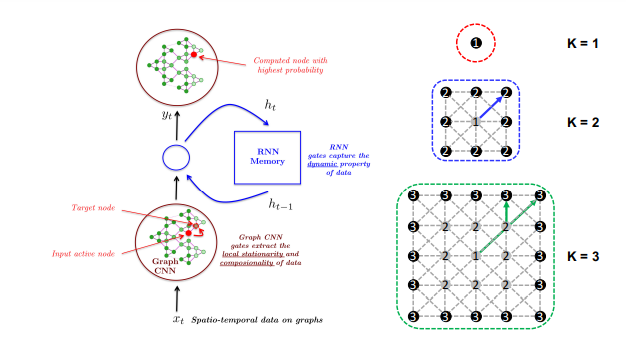 Computed node with
highest probability
y_t
h_t
RNN
Memory
RNN
gates capture the
dynamic property
of data
h_{t−1}
Target node
Input active node
Graph
CNN
Graph CNN
gates extract the
local stationarity and
composionality of data
x_t Spatio-temporal data on graphs
1
K = 1
2 2 2
2 1 2
2 2 2
K = 2
3 3 3 3 3
3 2 2 2 3
3 2 1 2 3
3 2 2 2 3
3 3 3 3 3
K = 3